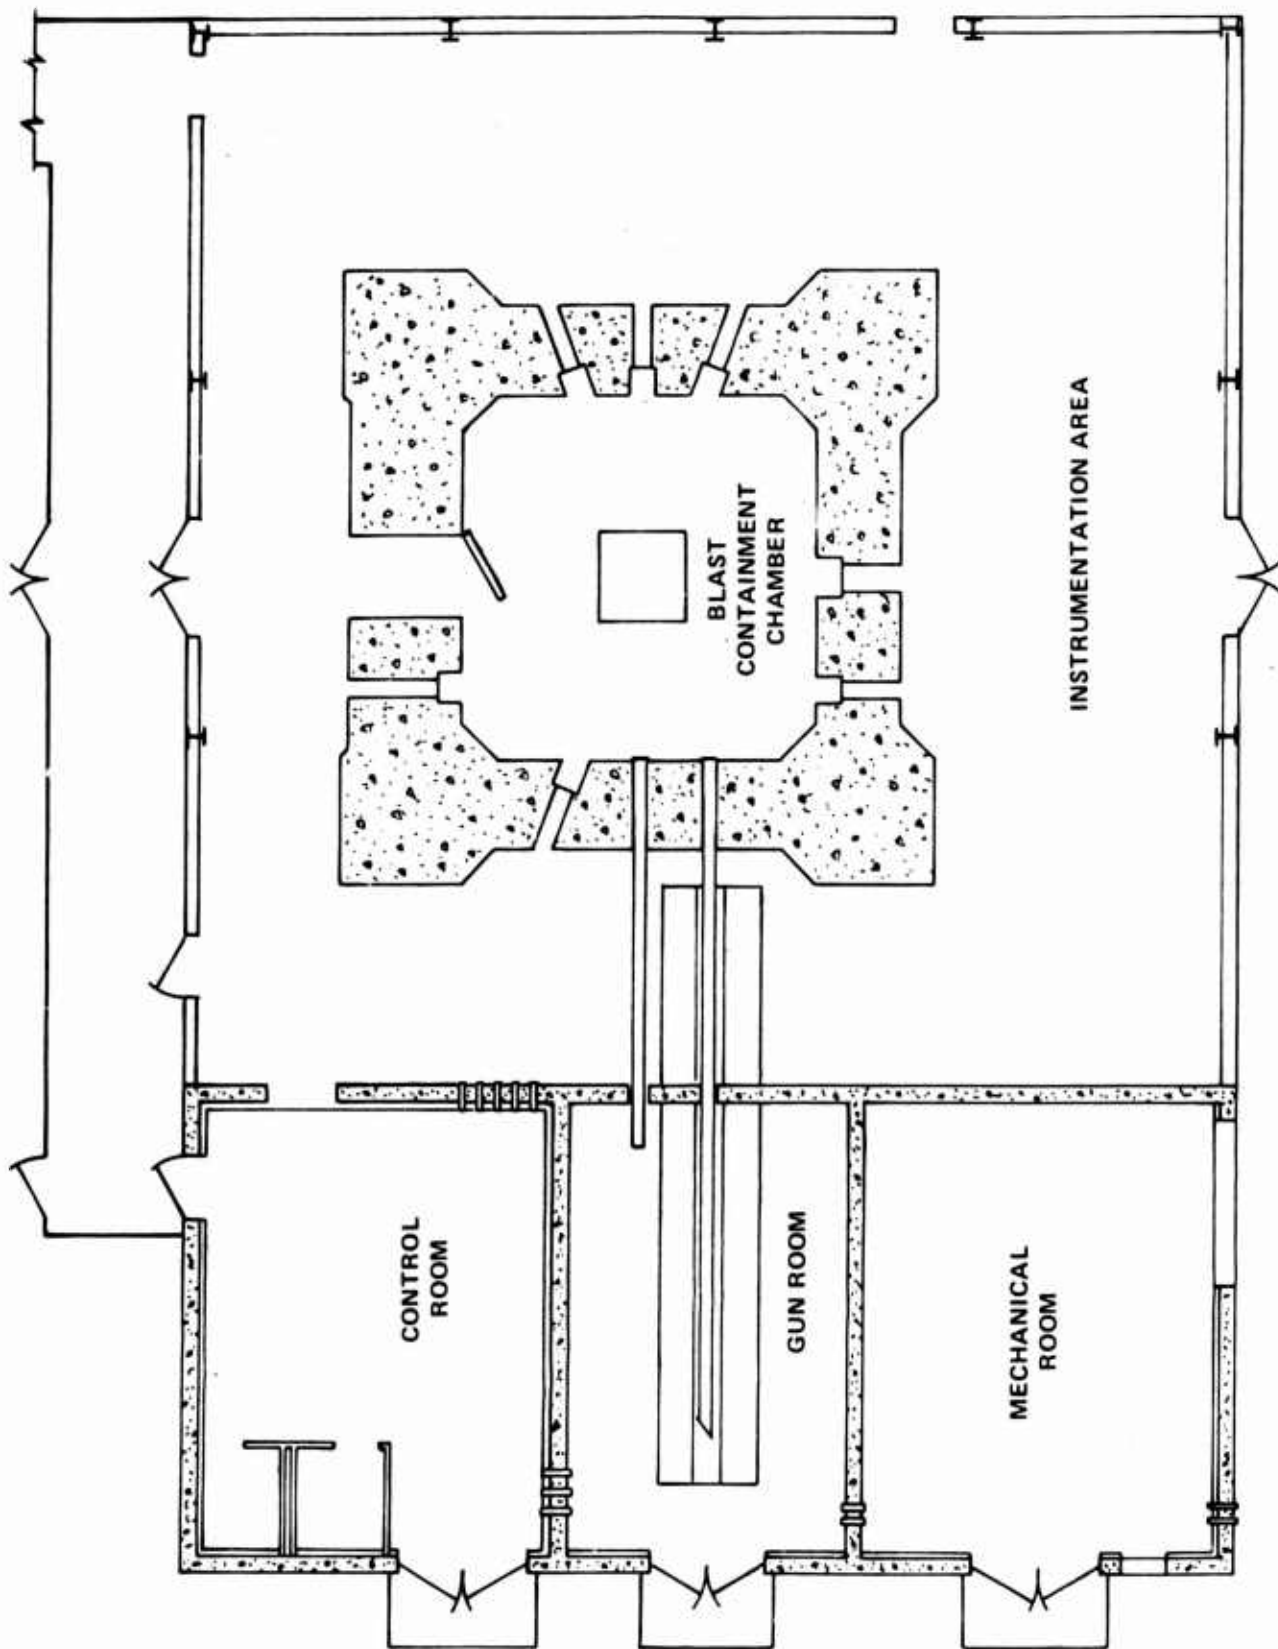 BLAST
CONTAINMENT
CHAMBER
INSTRUMENTATION AREA
CONTROL
ROOM
GUN ROOM
MECHANICAL
ROOM